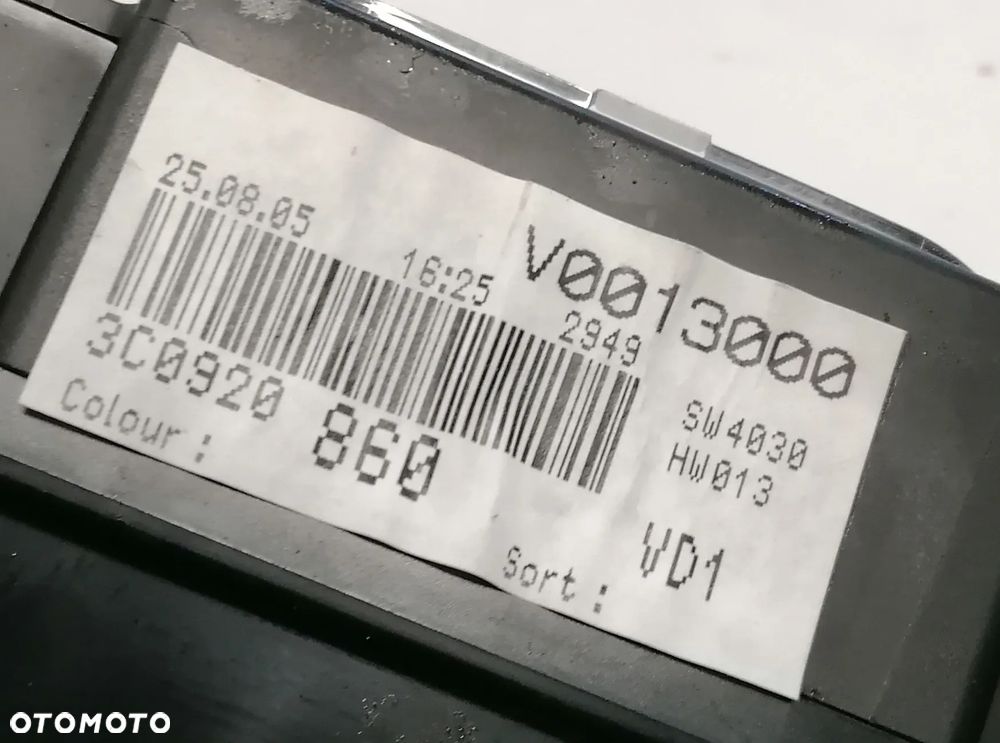 25.08.05
16:25
2949
V0013000
3C0920 860
SW4030
HW013
Colour :
Sort :
VD1
OTOMOTO